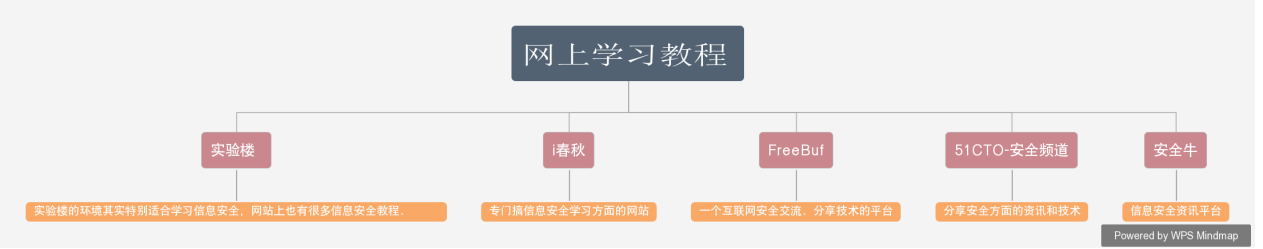 网上学习教程
实验楼
i春秋
FreeBuf
51CTO-安全频道
安全牛
实验楼的环境其实特别适合学习信息安全，网站上也有很多信息安全教程。
专门搞信息安全学习方面的网站
一个互联网安全交流、分享技术的平台
分享安全方面的资讯和技术
信息安全资讯平台
Powered by WPS Mindmap